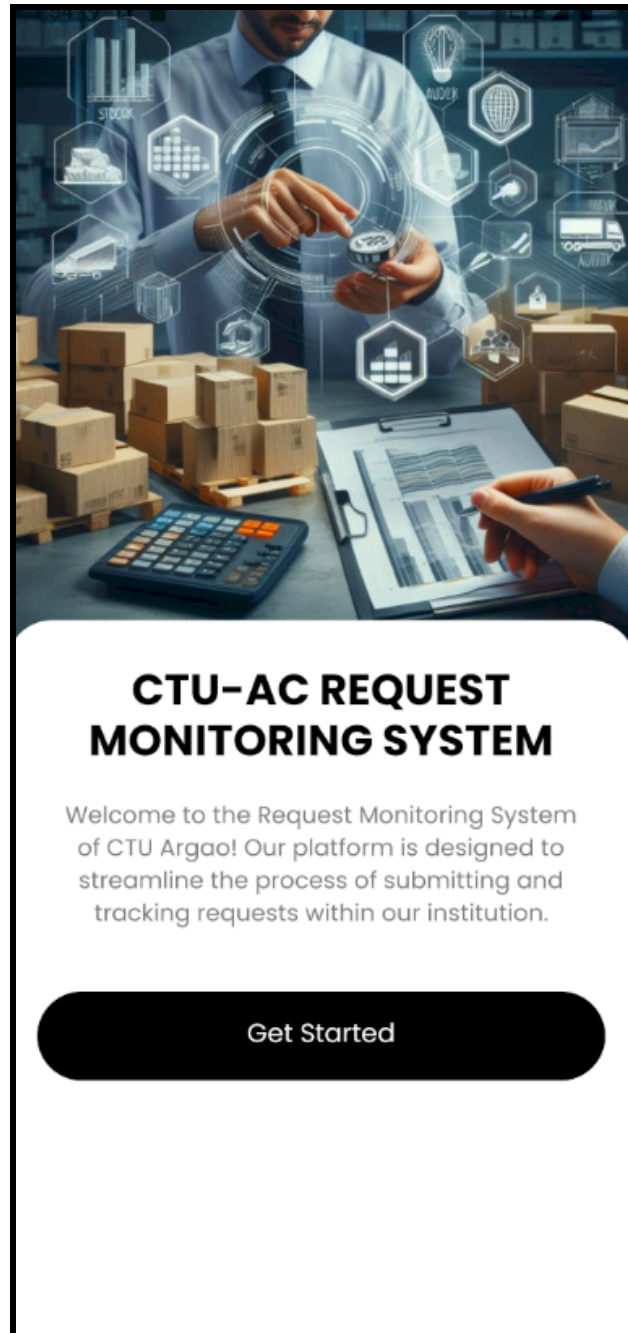 STBORK
CTU-AC REQUEST
MONITORING SYSTEM
Welcome to the Request Monitoring System
of CTU Argao! Our platform is designed to
streamline the process of submitting and
tracking requests within our institution.
Get Started